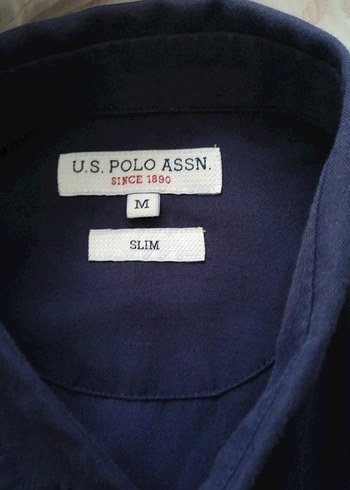 U.S. POLO ASSN.
SINCE 1890
M
SLIM